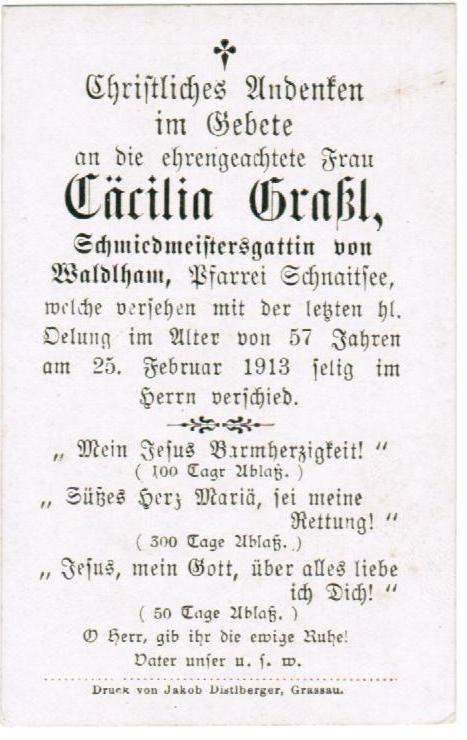 Christliches Andenken
im Gebete
an die ehrengeachtete Frau
Cäcilia Graßl,
Schmiedmeistersgattin von
Waldlham, Pfarrei Schnaitsee,
welche versehen mit der letzten hl.
Oelung im Alter von 57 Jahren
am 25. Februar 1913 selig im
Herrn verschied.
„ Mein Jesus Barmherzigkeit! “
( 100 Tagr Ablaß. )
„ Süßes Herz Mariä, sei meine
Rettung! “
( 300 Tage Ablaß. )
„ Jesus, mein Gott, über alles liebe
ich Dich! “
( 50 Tage Ablaß. )
O Herr, gib ihr die ewige Ruhe!
Vater unser u. s. w.
Druck von Jakob Distlberger, Grassau.